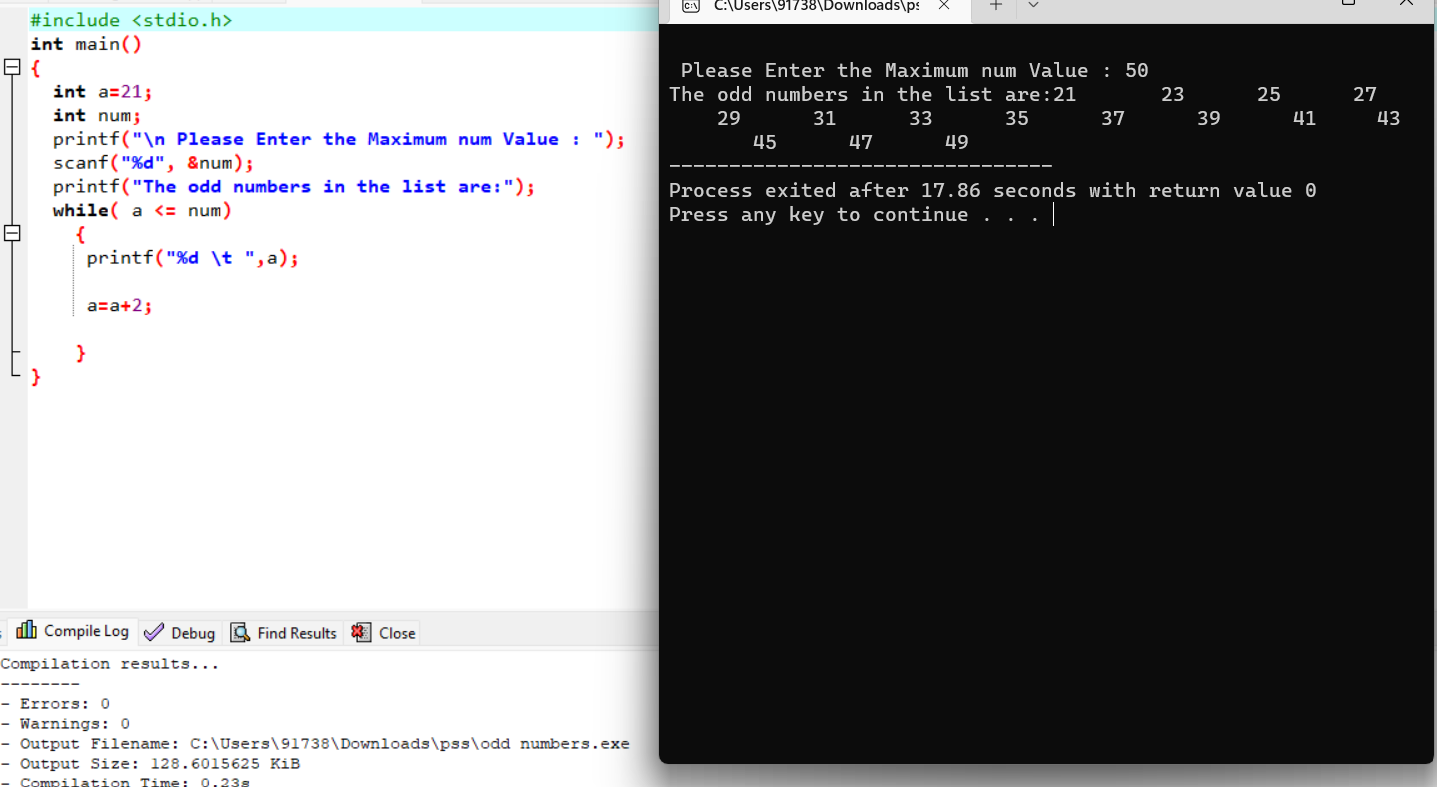 #include <stdio.h>
int main()
{
int a=21;
int num;
printf("\n Please Enter the Maximum num Value : ");
scanf("%d", &num);
printf("The odd numbers in the list are:");
while( a <= num)
{
printf("%d \t ",a);
a=a+2;
}
}
Compile Log Debug Find Results Close
Compilation results...
--------
- Errors: 0
- Warnings: 0
- Output Filename: C:\Users\91738\Downloads\pss\odd numbers.exe
- Output Size: 128.6015625 KiB
- Compilation Time: 0.23s
C:\Users\91738\Downloads\ps
Please Enter the Maximum num Value : 50
The odd numbers in the list are:21 23 25 27
29 31 33 35 37 39 41 43
45 47 49
--------------------------------
Process exited after 17.86 seconds with return value 0
Press any key to continue . . .